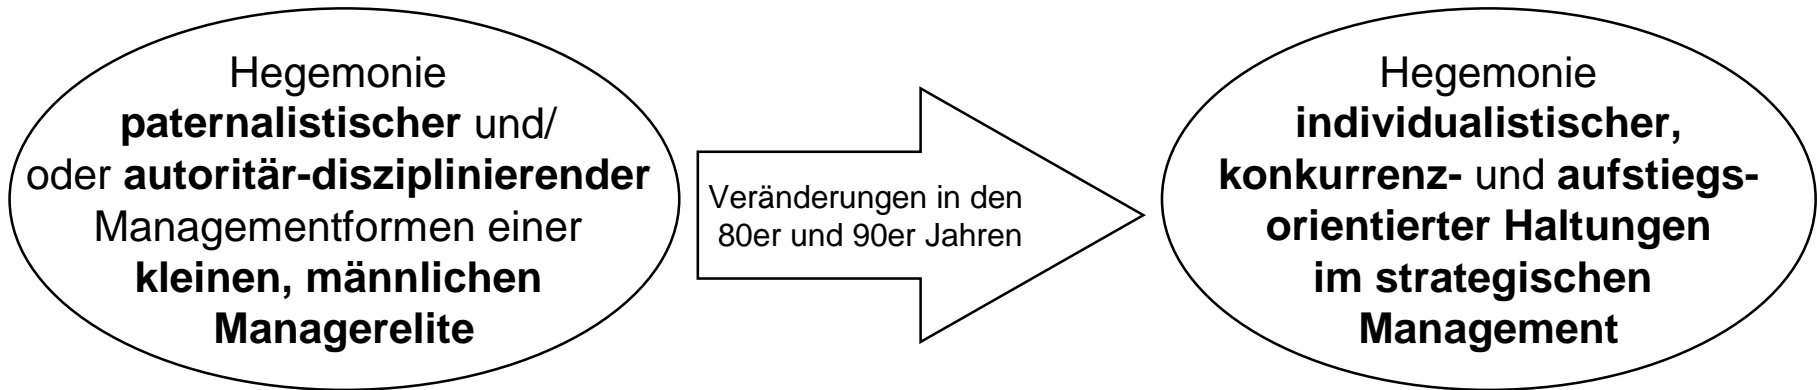 Hegemonie
paternalistischer und/
oder autoritär-disziplinierender
Managementformen einer
kleinen, männlichen
Managerelite
Veränderungen in den
80er und 90er Jahren
Hegemonie
individualistischer,
konkurrenz- und aufstiegs-
orientierter Haltungen
im strategischen
Management